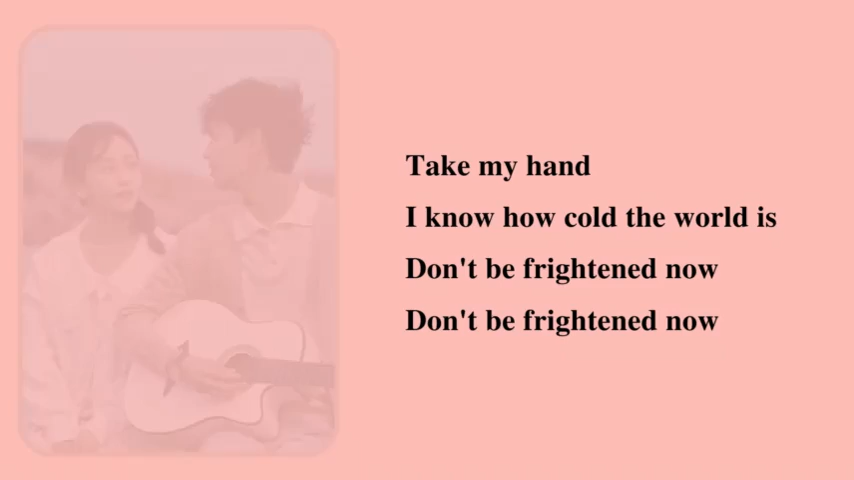 Take my hand
I know how cold the world is
Don't be frightened now
Don't be frightened now